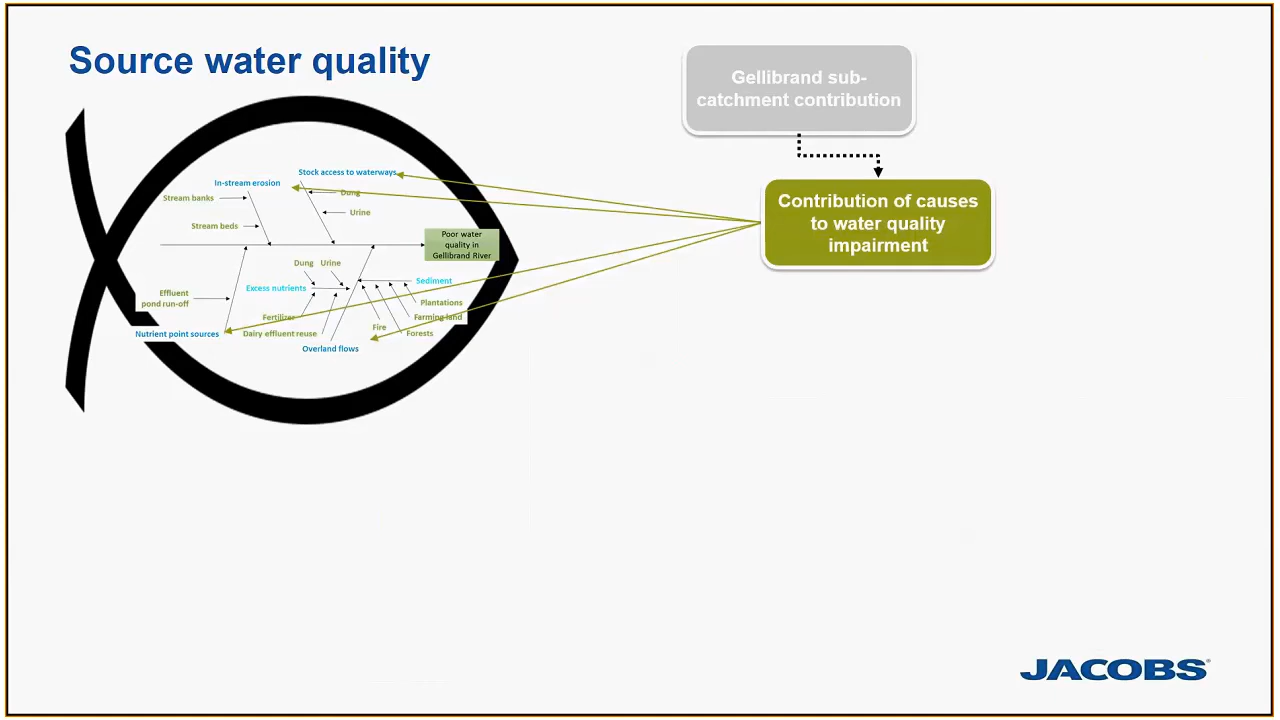 Source water quality
Gellibrand sub-
catchment contribution
Contribution of causes
to water quality
impairment
Stock access to waterways
In-stream erosion
Stream banks
Dung
Urine
Stream beds
Poor water
quality in
Gellibrand River
Dung
Urine
Excess nutrients
Sediment
Effluent
pond run-off
Plantations
Fertilizer
Farming land
Nutrient point sources
Dairy effluent reuse
Fire
Forests
Overland flows
JACOBS